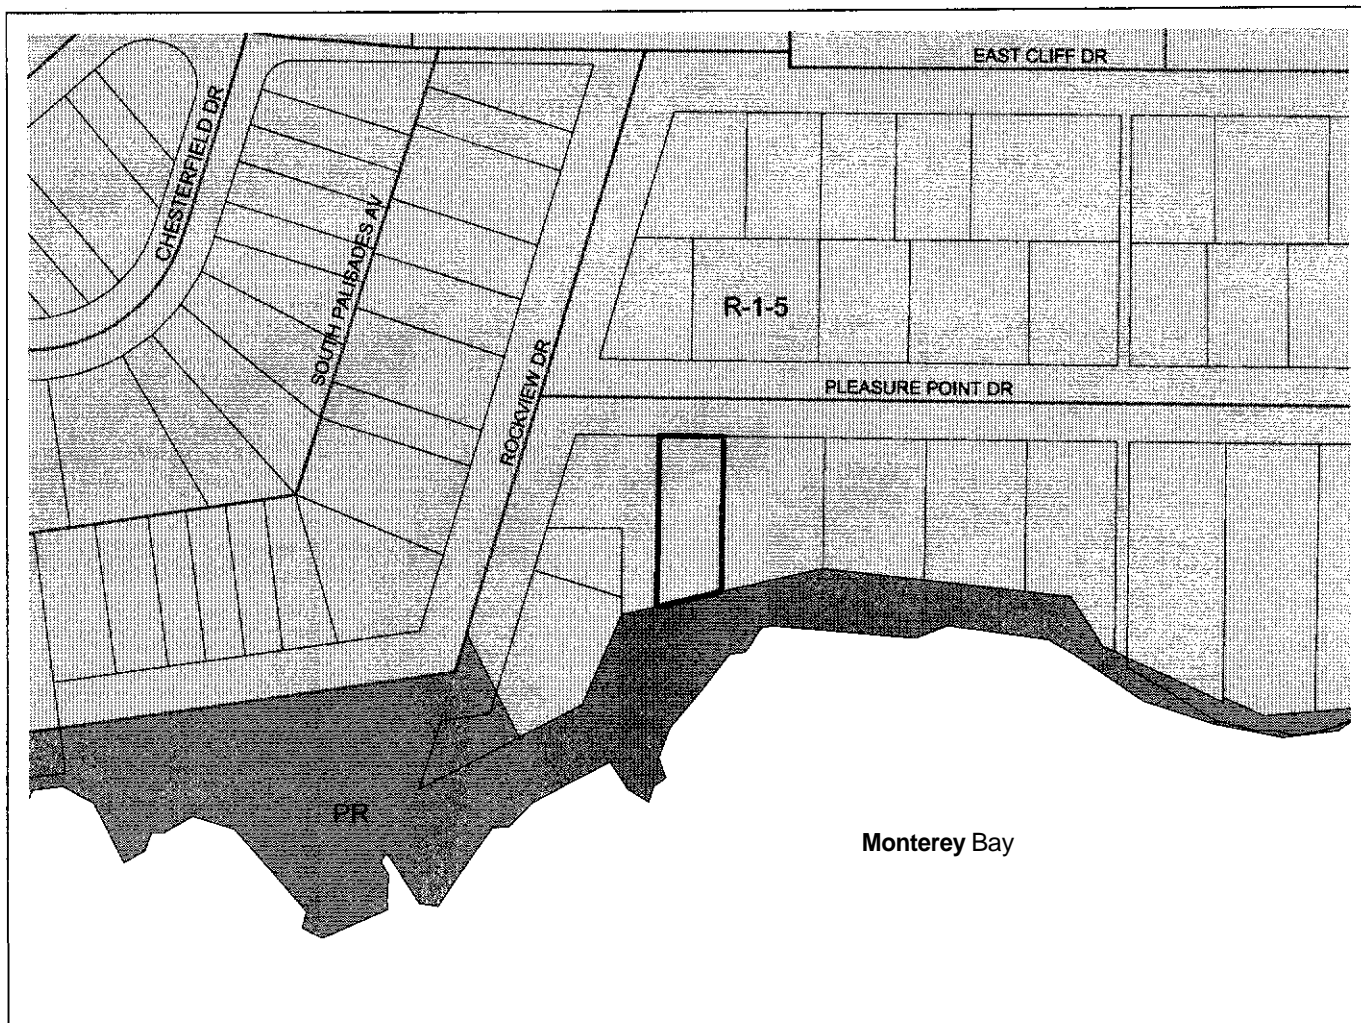 EAST CLIFF DR
CHESTERFIELD DR
SOUTH PALISADES AV
R-1-5
ROCKVIEW DR
PLEASURE POINT DR
PR
Monterey Bay